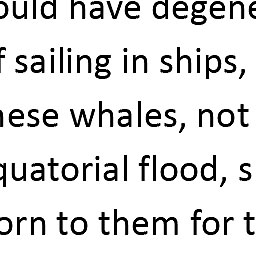 ould have degene
f sailing in ships,
nese whales, not
quatorial flood, s
orn to them for t